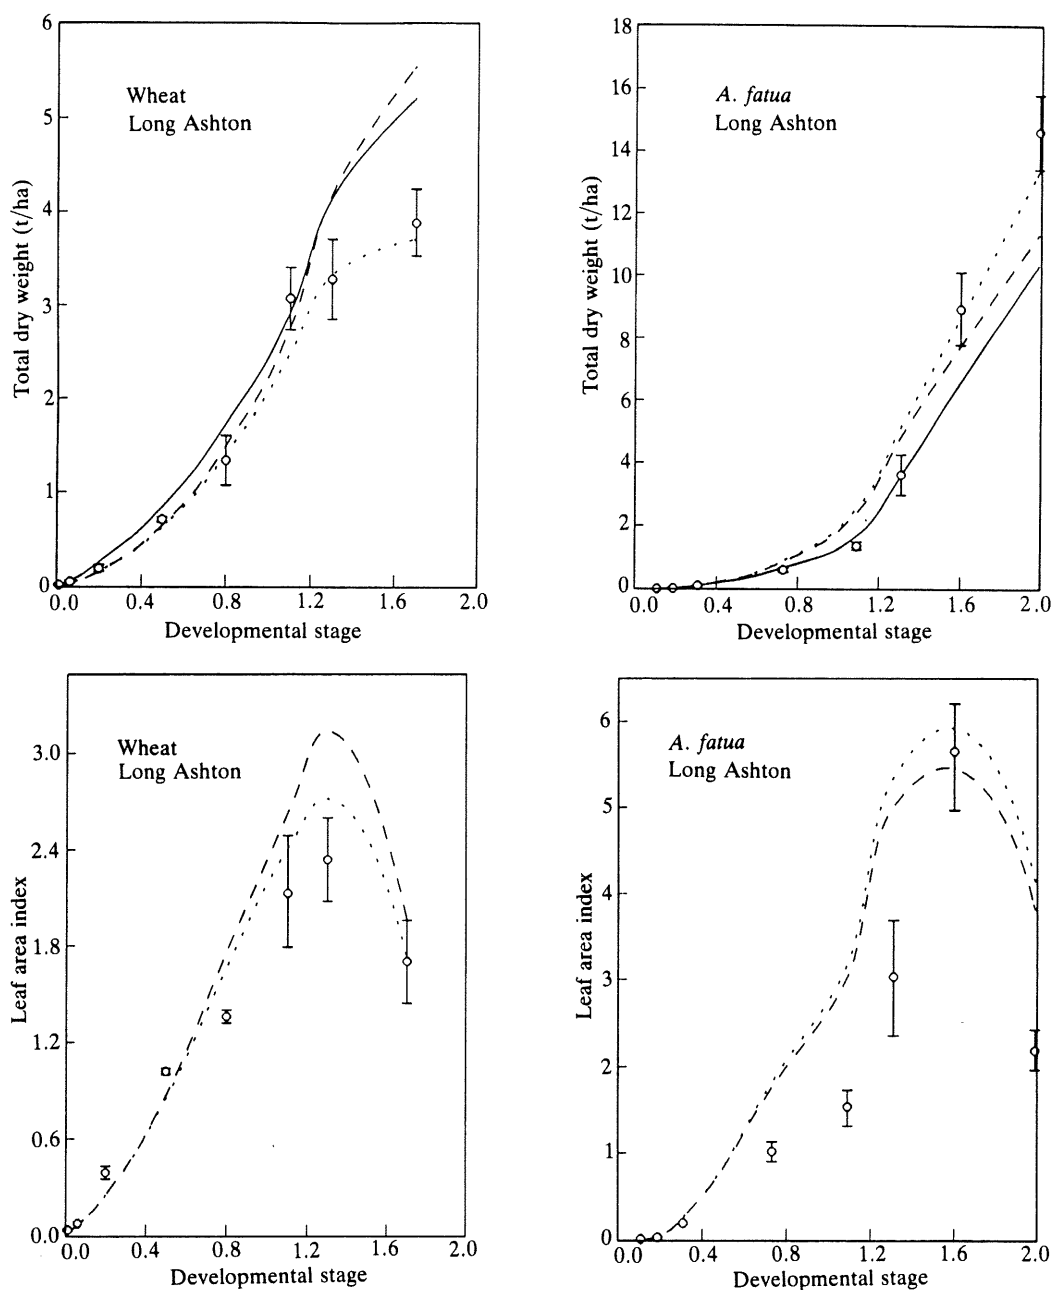 6
5
4
3
2
1
0
Total dry weight (t/ha)
Wheat
Long Ashton
0.0 0.4 0.8 1.2 1.6 2.0
Developmental stage
18
16
14
12
10
8
6
4
2
0
Total dry weight (t/ha)
A. fatua
Long Ashton
0.0 0.4 0.8 1.2 1.6 2.0
Developmental stage
3.0
2.4
1.8
1.2
0.6
0.0
Leaf area index
Wheat
Long Ashton
0.0 0.4 0.8 1.2 1.6 2.0
Developmental stage
6
5
4
3
2
1
0
Leaf area index
A. fatua
Long Ashton
0.0 0.4 0.8 1.2 1.6 2.0
Developmental stage